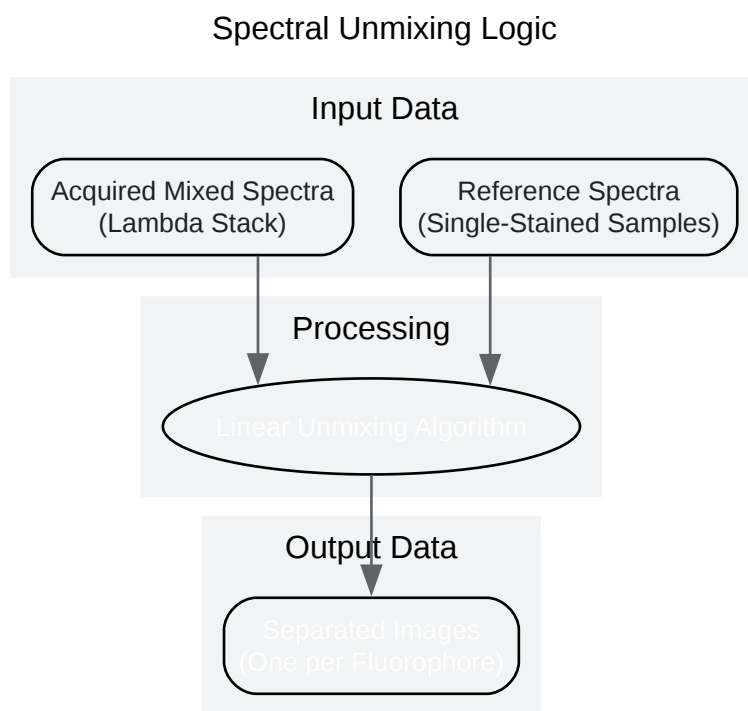 Spectral Unmixing Logic
Input Data
Acquired Mixed Spectra
(Lambda Stack)
Reference Spectra
(Single-Stained Samples)
Processing
Linear Unmixing Algorithm
Output Data
Separated Images
(One per Fluorophore)